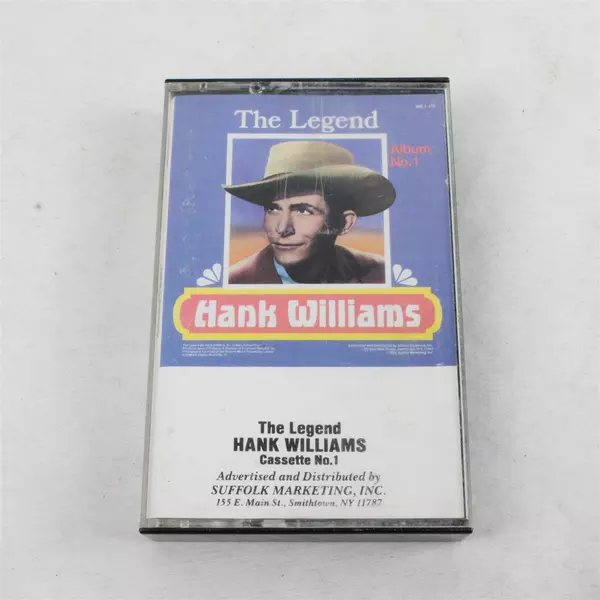 The Legend
Album
No.1
Hank Williams
The Legend
HANK WILLIAMS
Cassette No.1
Advertised and Distributed by
SUFFOLK MARKETING, INC.
155 E. Main St., Smithtown, NY 11787